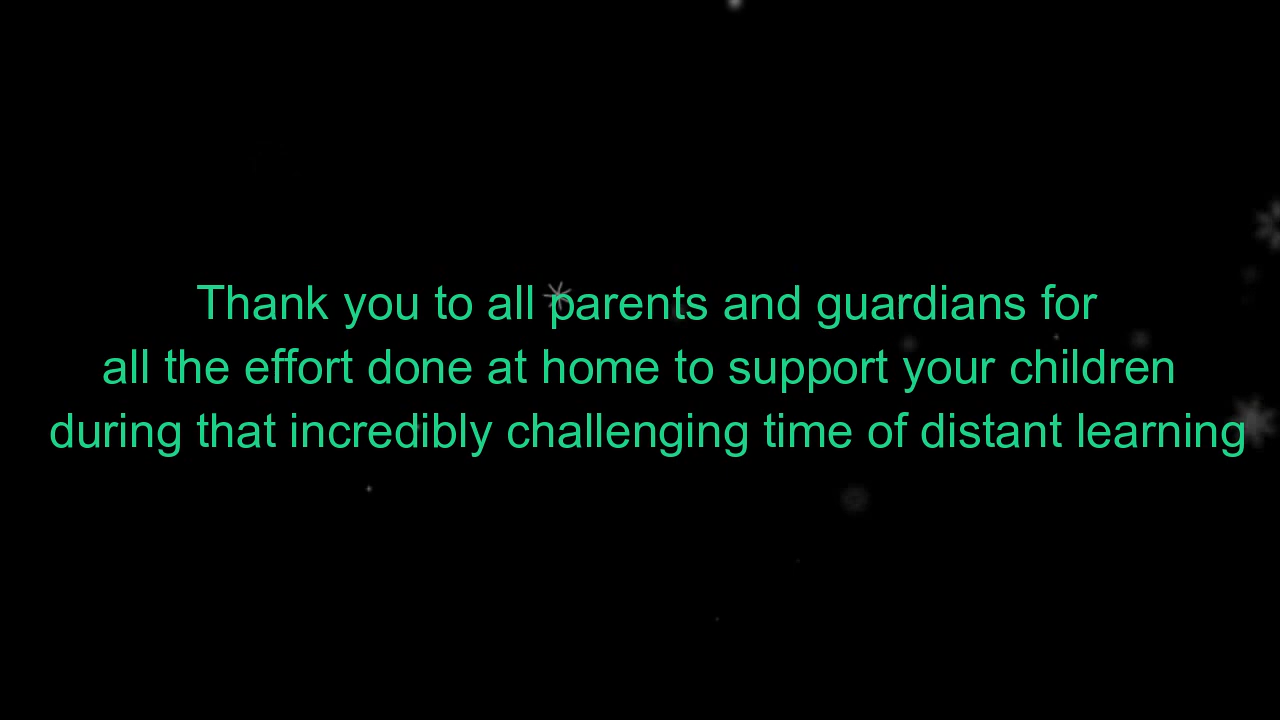 Thank you to all parents and guardians for
all the effort done at home to support your children
during that incredibly challenging time of distant learning